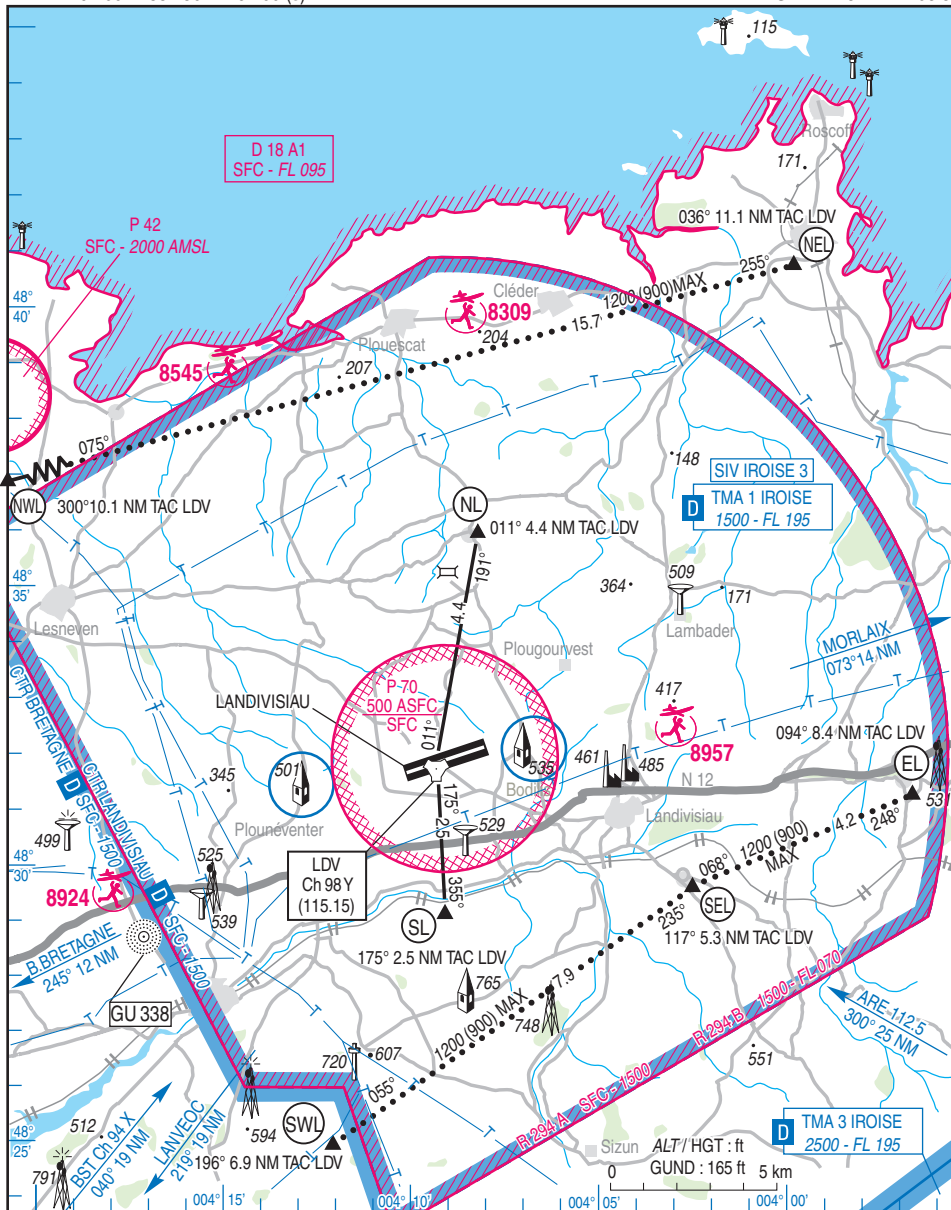 115
Roscoff
D 18 A1
SFC - FL 095
171
036° 11.1 NM TAC LDV
P 42
SFC - 2000 AMSL
NEL
255°
48°
40'
Cléder
1200 (900) MAX
8309
15.7
204
Plouescat
8545
207
075°
148
SIV IROISE 3
D
TMA 1 IROISE
1500 - FL 195
NWL
300°10.1 NM TAC LDV
NL
011° 4.4 NM TAC LDV
191°
48°
35'
364
509
171
4.4
Lesneven
Lambader
Plougourvest
MORLAIX
073°14 NM
CTR BRETAGNE
D
SFC - 1500
CTR LANDIVISIAU
D
SFC - 1500
LANDIVISIAU
P 70
500 ASFC
SFC
417
8957
094° 8.4 NM TAC LDV
011°
EL
345
501
535
461
485
N 12
Plounéventer
175°
Landivisiau
53
499
2.5
529
4.2
248°
1200 (900)
MAX
48°
30'
525
LDV
Ch 98 Y
(115.15)
068°
8924
539
355°
SL
235°
SEL
117° 5.3 NM TAC LDV
B.BRETAGNE
245° 12 NM
175° 2.5 NM TAC LDV
GU 338
765
7.9
1200 (900) MAX
748
R 294 B 1500 - FL 070
ARE 112.5
300° 25 NM
720
607
551
055°
R 294 A SFC - 1500
D
TMA 3 IROISE
2500 - FL 195
512
594
SWL
48°
25'
196° 6.9 NM TAC LDV
Sizun
ALT / HGT : ft
GUND : 165 ft
0
5 km
791
BST Ch 94 X
040° 19 NM
LANVEOC
219° 19 NM
004° 15'
004° 10'
004° 05'
004° 00'